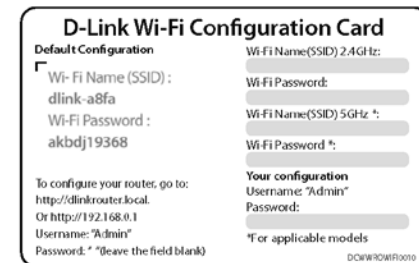 D-Link Wi-Fi Configuration Card
Default Configuration
Wi- Fi Name (SSID) :
dlink-a8fa
Wi-Fi Password :
akbdj19368
To configure your router, go to:
http://dlinkrouter.local.
Or http://192.168.0.1
Username: "Admin"
Password: " "(leave the field blank)
Wi-Fi Name(SSID) 2.4GHz:
Wi-Fi Password:
Wi-Fi Name(SSID) 5GHz *:
Wi-Fi Password *:
Your configuration
Username: "Admin"
Password:
*For applicable models
DCWWROWIFI0010